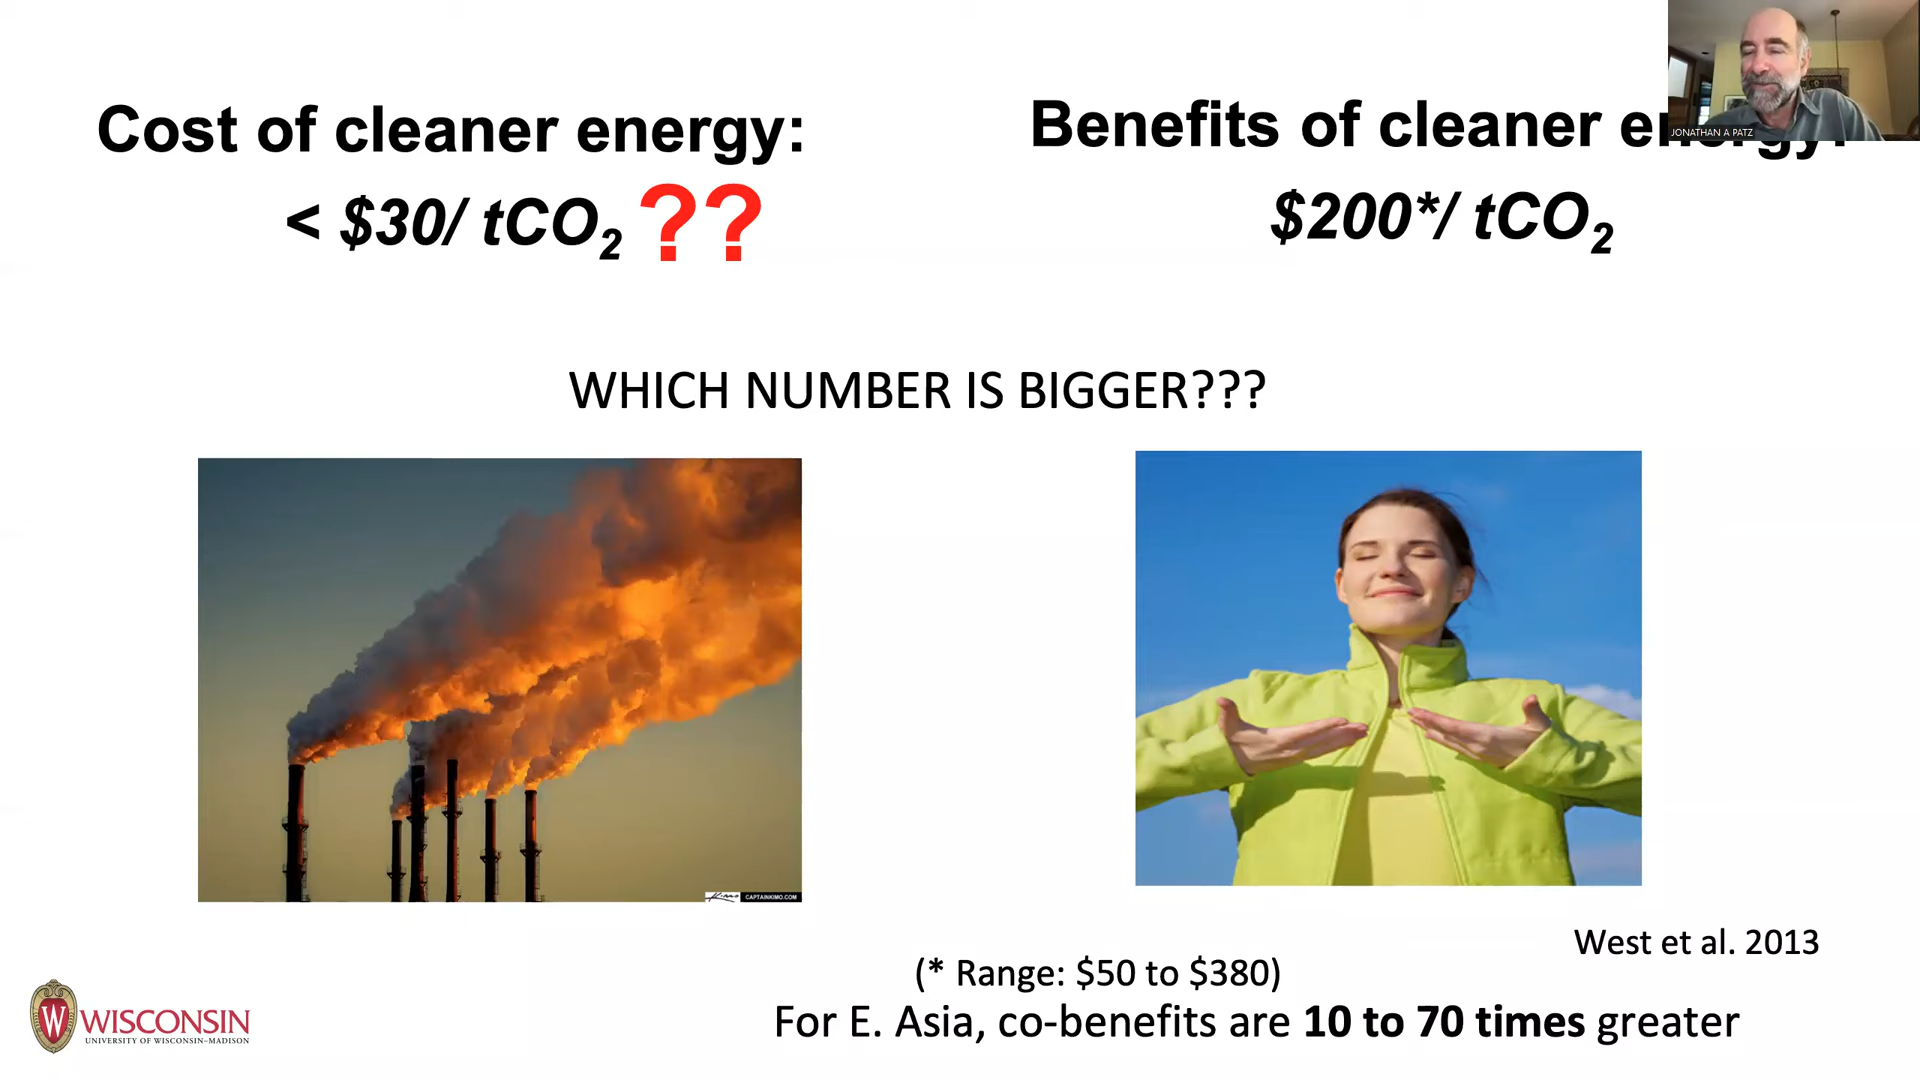 Cost of cleaner energy:
< $30/ tCO2 ??
Benefits of cleaner energy:
$200*/ tCO2
JONATHAN A PATZ
WHICH NUMBER IS BIGGER???
CAPTAINKIMO.COM
West et al. 2013
(* Range: $50 to $380)
For E. Asia, co-benefits are 10 to 70 times greater
W
WISCONSIN
UNIVERSITY OF WISCONSIN–MADISON